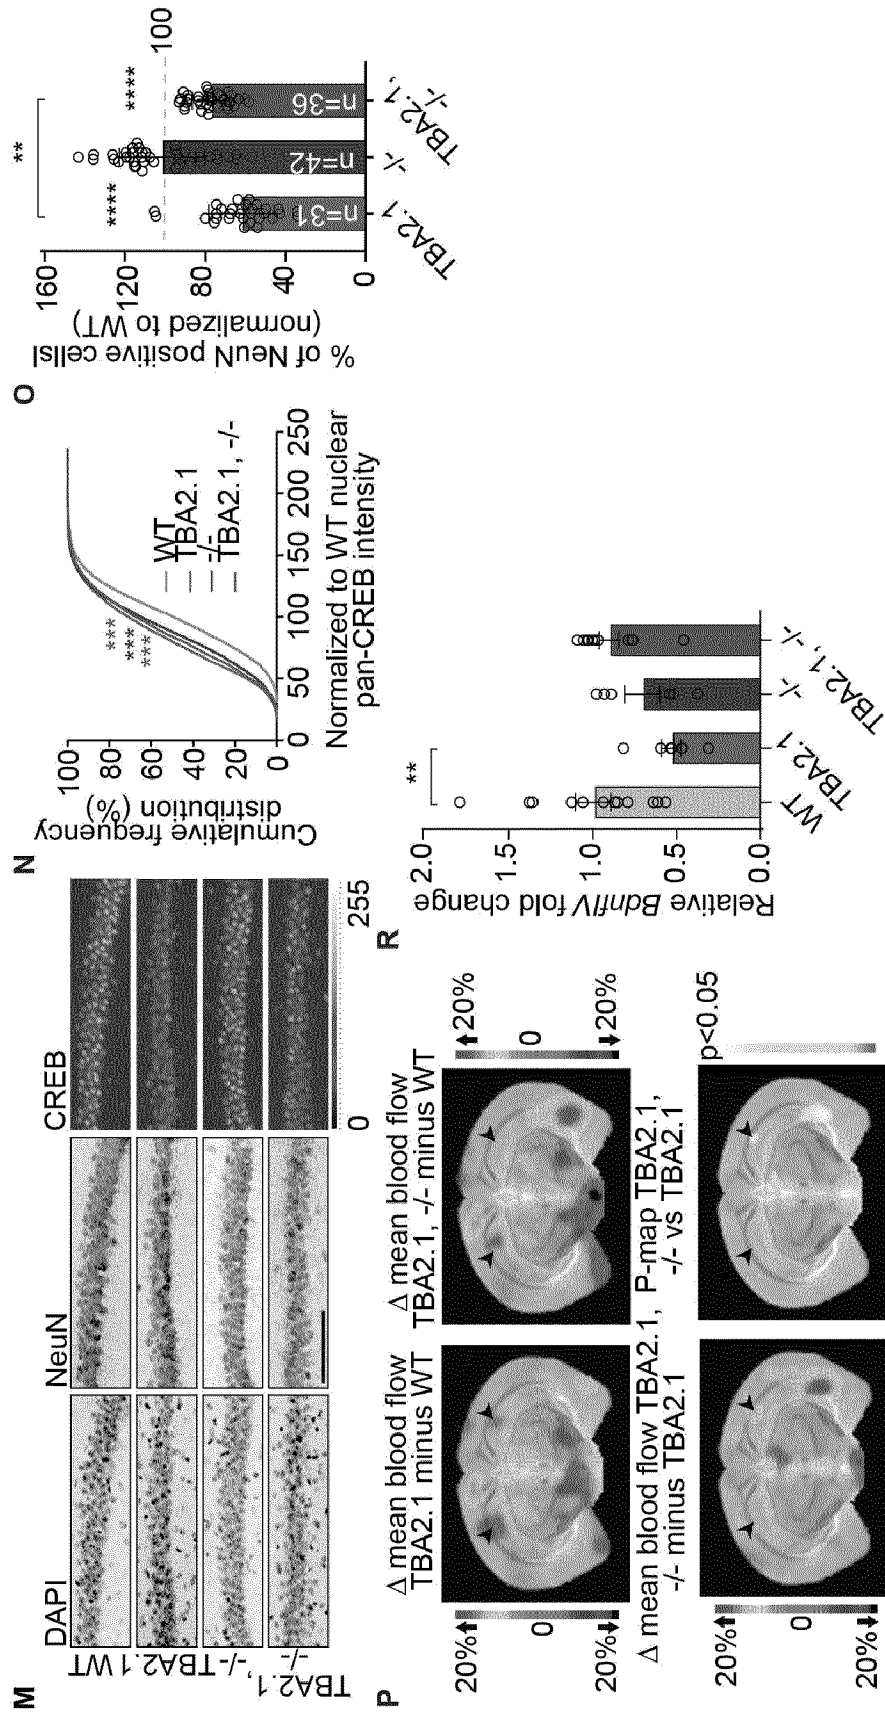 M
DAPI
NeuN
CREB
WT
TBA2.1
-/-
TBA2.1,
-/-
0
255
N
Cumulative frequency
distribution (%)
100
80
60
40
20
0
***
***
***
WT
TBA2.1
-/-
TBA2.1, -/-
0
50
100
150
200
250
Normalized to WT nuclear
pan-CREB intensity
O
% of NeuN positive cellsl
(normalized to WT)
160
120
80
40
0
**
****
****
100
n=31
n=42
n=36
TBA2.1
-/-
TBA2.1,
-/-
P
Δ mean blood flow
TBA2.1 minus WT
Δ mean blood flow
TBA2.1, -/- minus WT
20%
0
20%
20%
0
20%
Δ mean blood flow TBA2.1,
-/- minus TBA2.1
P-map TBA2.1,
-/- vs TBA2.1
20%
0
20%
p<0.05
R
Relative BdnfIV fold change
2.0
1.5
1.0
0.5
0.0
**
WT
TBA2.1
-/-
TBA2.1, -/-